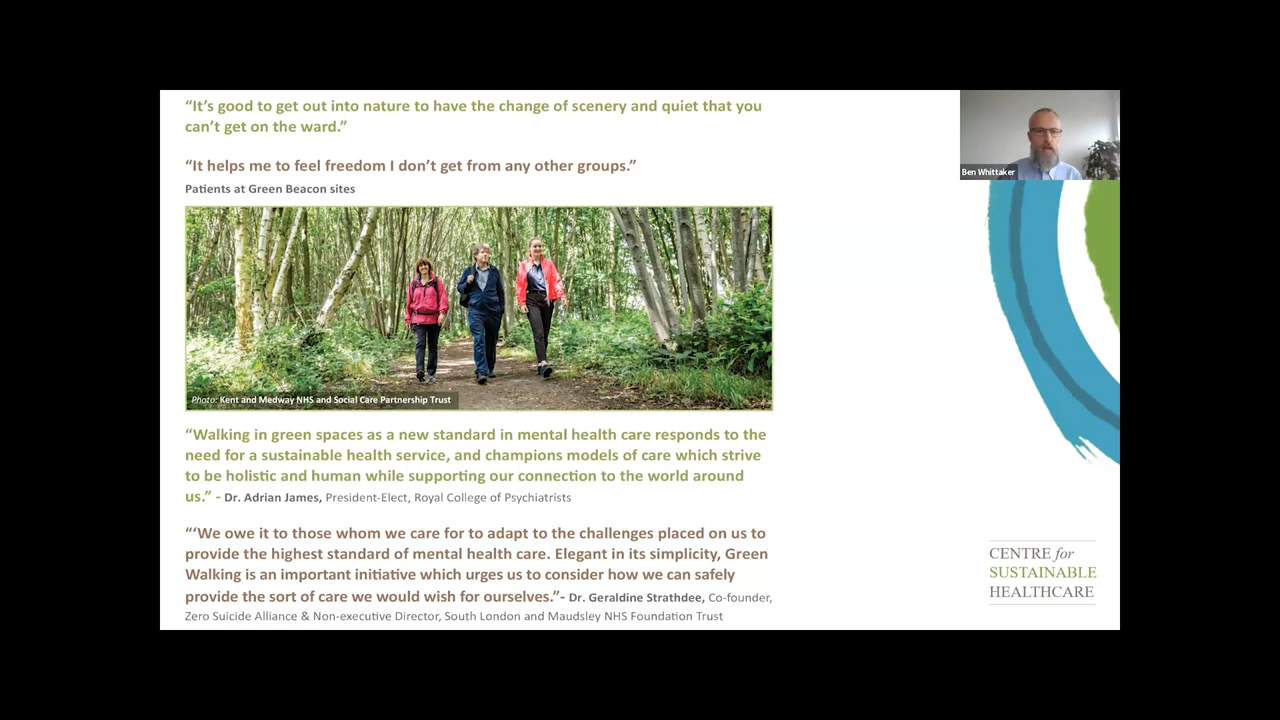 “It’s good to get out into nature to have the change of scenery and quiet that you
can’t get on the ward.”
“It helps me to feel freedom I don’t get from any other groups.”
Patients at Green Beacon sites
Ben Whittaker
Photo: Kent and Medway NHS and Social Care Partnership Trust
“Walking in green spaces as a new standard in mental health care responds to the
need for a sustainable health service, and champions models of care which strive
to be holistic and human while supporting our connection to the world around
us.” - Dr. Adrian James, President-Elect, Royal College of Psychiatrists
“‘We owe it to those whom we care for to adapt to the challenges placed on us to
provide the highest standard of mental health care. Elegant in its simplicity, Green
Walking is an important initiative which urges us to consider how we can safely
provide the sort of care we would wish for ourselves.”- Dr. Geraldine Strathdee, Co-founder,
Zero Suicide Alliance & Non-executive Director, South London and Maudsley NHS Foundation Trust
CENTRE for
SUSTAINABLE
HEALTHCARE